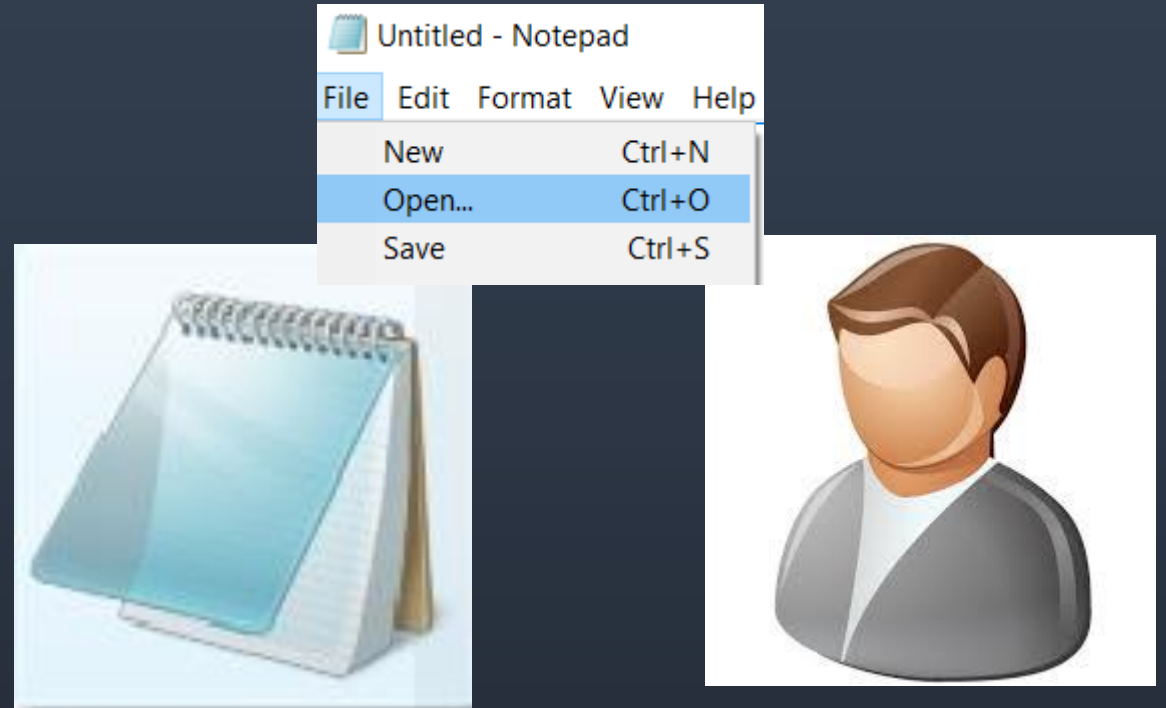 Untitled - Notepad
File Edit Format View Help
New Ctrl+N
Open... Ctrl+O
Save Ctrl+S